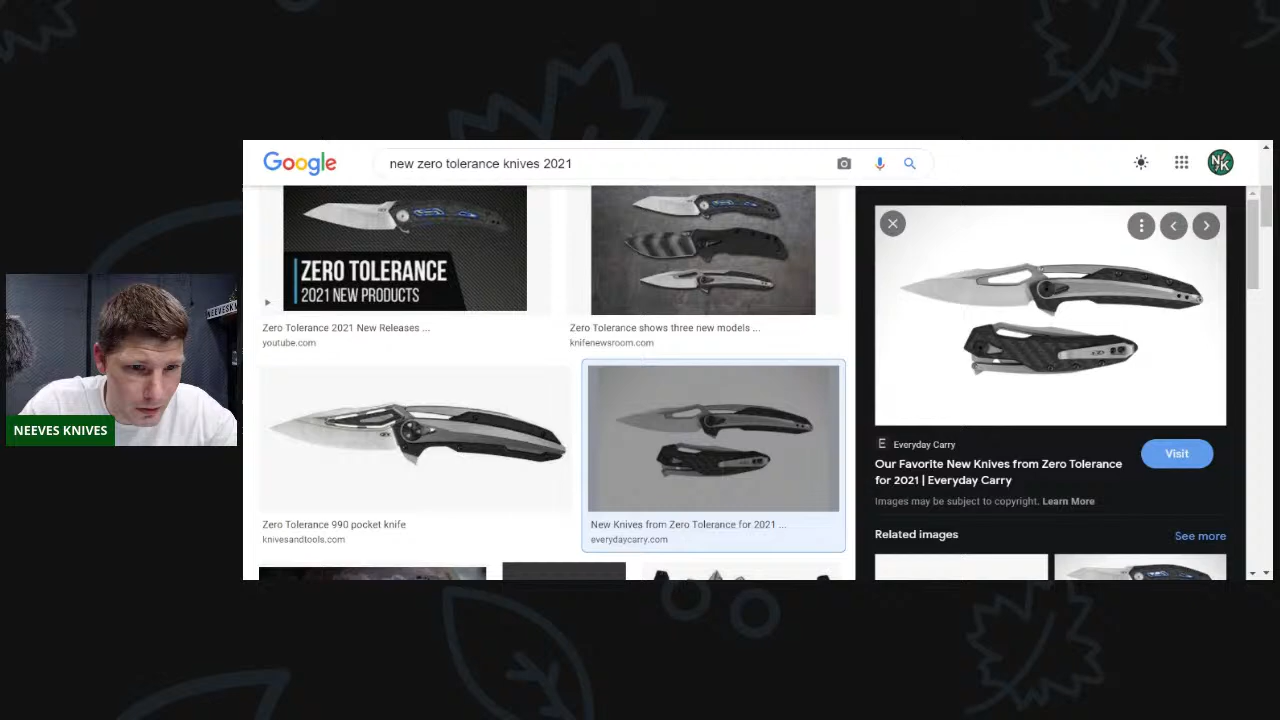 Google
new zero tolerance knives 2021
N/K
ZERO TOLERANCE
2021 NEW PRODUCTS
Zero Tolerance 2021 New Releases ...
youtube.com
Zero Tolerance shows three new models ...
knifenewsroom.com
Zero Tolerance 990 pocket knife
knivesandtools.com
New Knives from Zero Tolerance for 2021 ...
everydaycarry.com
E Everyday Carry
Our Favorite New Knives from Zero Tolerance
for 2021 | Everyday Carry
Visit
Images may be subject to copyright. Learn More
Related images
See more
NEEVES KNIVES